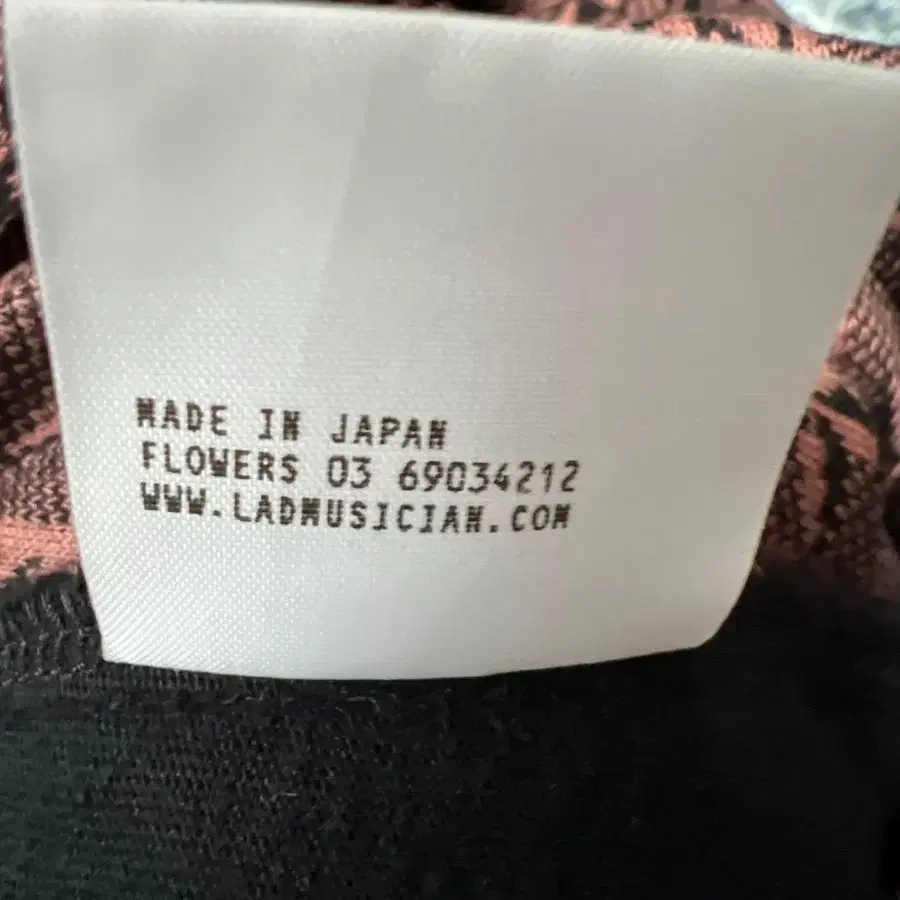 MADE IN JAPAN
FLOWERS 03 69034212
WWW.LADMUSICIAN.COM